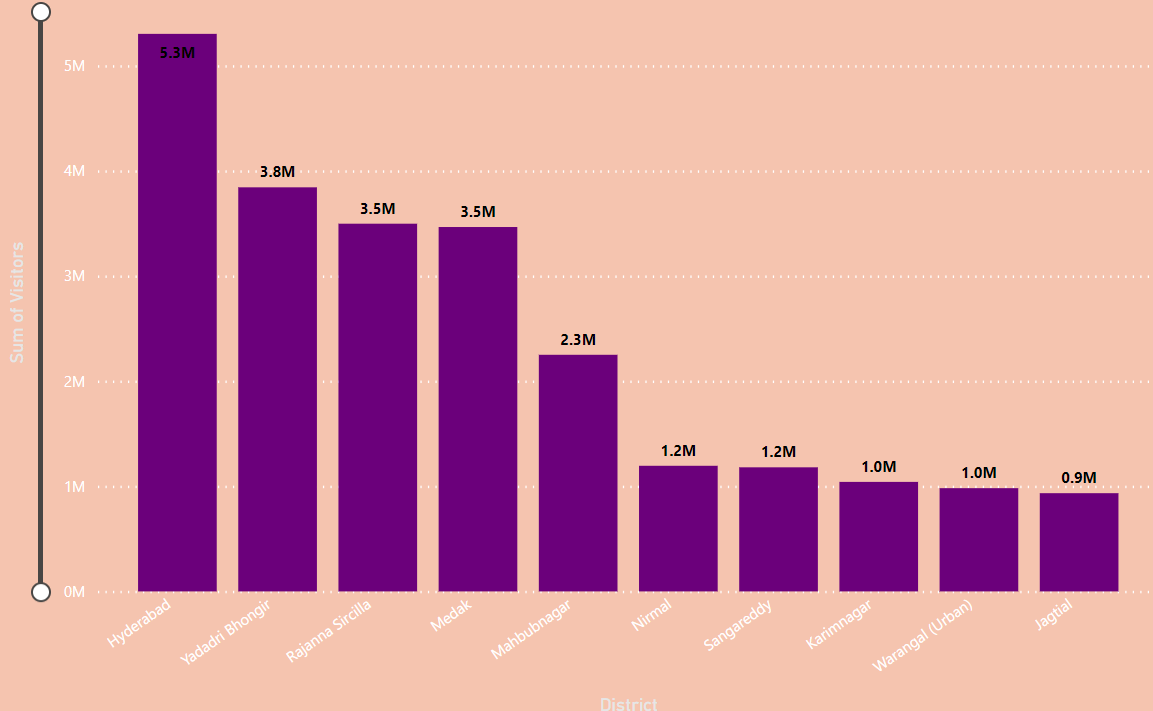 Sum of Visitors
5M
4M
3M
2M
1M
0M
5.3M
3.8M
3.5M
3.5M
2.3M
1.2M
1.2M
1.0M
1.0M
0.9M
Hyderabad
Yadadri Bhongir
Rajanna Sircilla
Medak
Mahbubnagar
Nirmal
Sangareddy
Karimnagar
Warangal (Urban)
Jagtial
District